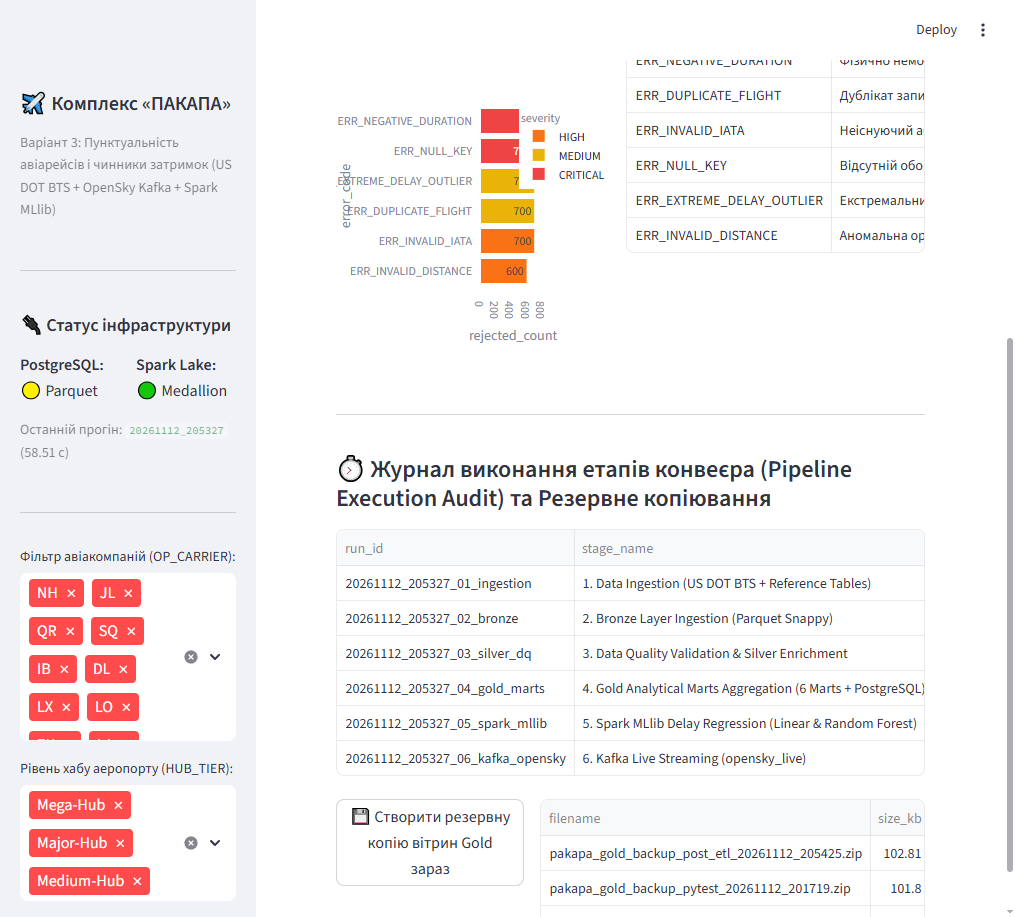 Deploy
Комплекс «ПАКАПА»
Варіант 3: Пунктуальність
авіарейсів і чинники затримок (US
DOT BTS + OpenSky Kafka + Spark
MLlib)
Статус інфраструктури
PostgreSQL:
Spark Lake:
Parquet
Medallion
Останній прогін: 20261112_205327
(58.51 с)
Фільтр авіакомпаній (OP_CARRIER):
NH × JL ×
QR × SQ ×
IB × DL ×
LX × LO ×
Рівень хабу аеропорту (HUB_TIER):
Mega-Hub ×
Major-Hub ×
Medium-Hub ×
error_code
ERR_NEGATIVE_DURATION
ERR_NULL_KEY 7
EXTREME_DELAY_OUTLIER 7
ERR_DUPLICATE_FLIGHT 700
ERR_INVALID_IATA 700
ERR_INVALID_DISTANCE 600
0 200 400 600 800
rejected_count
severity
HIGH
MEDIUM
CRITICAL
ERR_NEGATIVE_DURATION Фізично немо
ERR_DUPLICATE_FLIGHT Дублікат запи
ERR_INVALID_IATA Неіснуючий а
ERR_NULL_KEY Відсутній обо
ERR_EXTREME_DELAY_OUTLIER Екстремальни
ERR_INVALID_DISTANCE Аномальна ор
Журнал виконання етапів конвеєра (Pipeline
Execution Audit) та Резервне копіювання
run_id stage_name
20261112_205327_01_ingestion 1. Data Ingestion (US DOT BTS + Reference Tables)
20261112_205327_02_bronze 2. Bronze Layer Ingestion (Parquet Snappy)
20261112_205327_03_silver_dq 3. Data Quality Validation & Silver Enrichment
20261112_205327_04_gold_marts 4. Gold Analytical Marts Aggregation (6 Marts + PostgreSQL)
20261112_205327_05_spark_mllib 5. Spark MLlib Delay Regression (Linear & Random Forest)
20261112_205327_06_kafka_opensky 6. Kafka Live Streaming (opensky_live)
Створити резервну
копію вітрин Gold
зараз
filename size_kb
pakapa_gold_backup_post_etl_20261112_205425.zip 102.81
pakapa_gold_backup_pytest_20261112_201719.zip 101.8